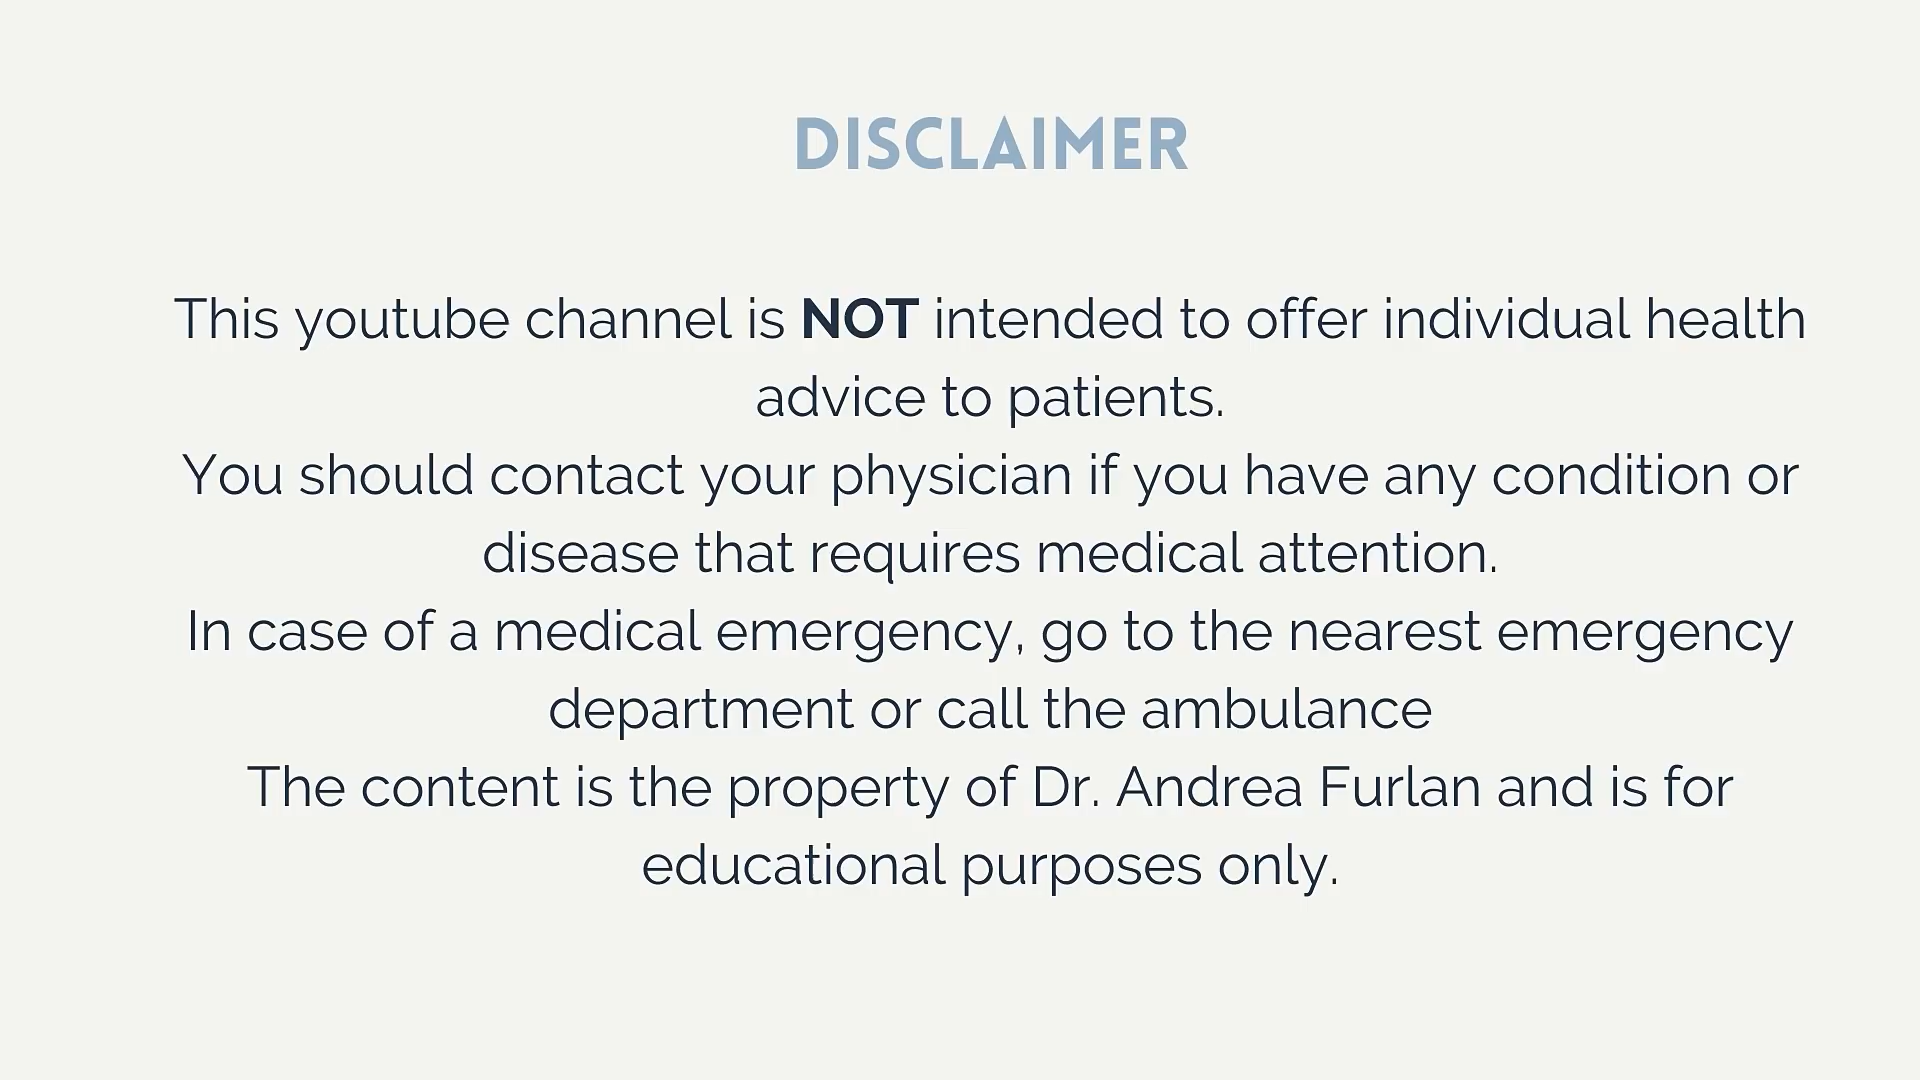 DISCLAIMER
This youtube channel is NOT intended to offer individual health
advice to patients.
You should contact your physician if you have any condition or
disease that requires medical attention.
In case of a medical emergency, go to the nearest emergency
department or call the ambulance
The content is the property of Dr. Andrea Furlan and is for
educational purposes only.